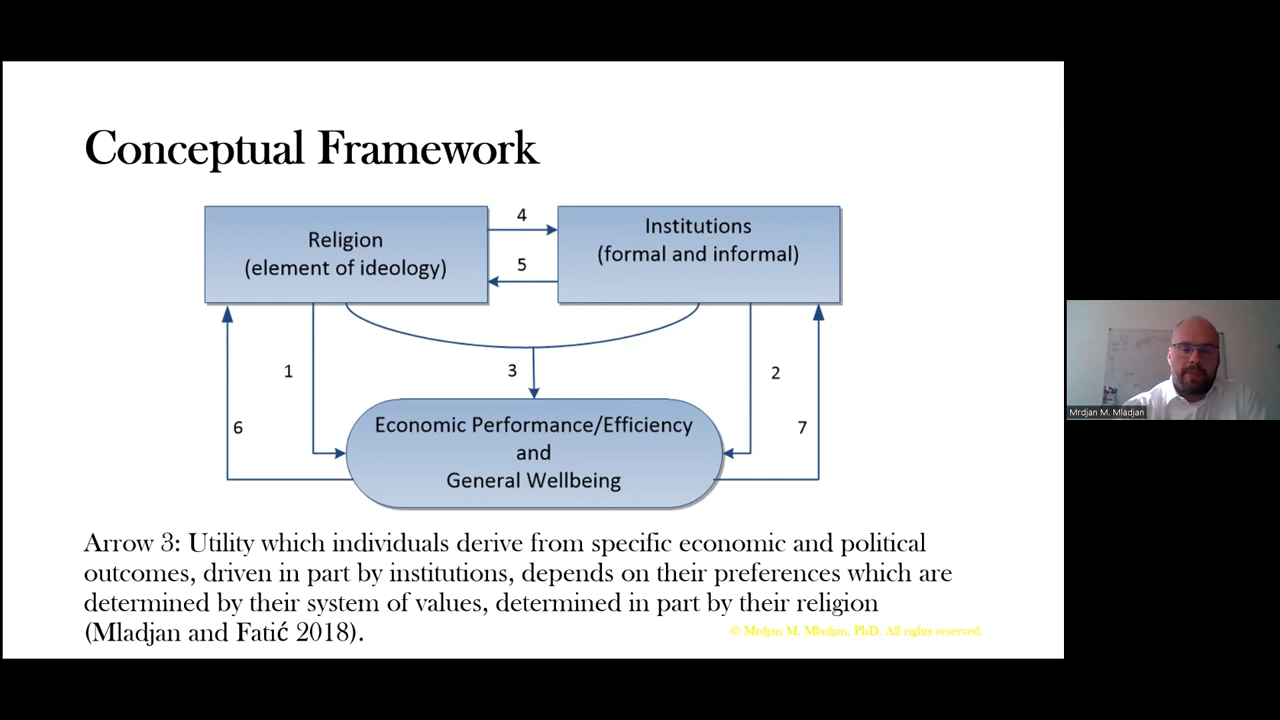 Conceptual Framework
4
Religion
(element of ideology)
Institutions
(formal and informal)
5
1
3
2
6
7
Economic Performance/Efficiency
and
General Wellbeing
Arrow 3: Utility which individuals derive from specific economic and political
outcomes, driven in part by institutions, depends on their preferences which are
determined by their system of values, determined in part by their religion
(Mladjan and Fatić 2018).
© Mrdjan M. Mladjan, PhD. All rights reserved.
Mrdjan M. Mladjan